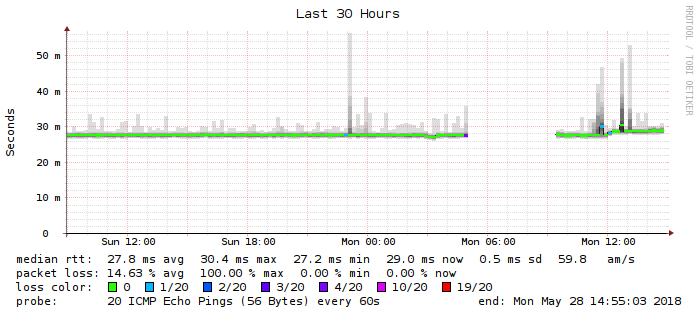 Last 30 Hours
RRDTOOL / TOBI OETIKER
Seconds
50 m
40 m
30 m
20 m
10 m
0
Sun 12:00 Sun 18:00 Mon 00:00 Mon 06:00 Mon 12:00
median rtt: 27.8 ms avg 30.4 ms max 27.2 ms min 29.0 ms now 0.5 ms sd 59.8 am/s
packet loss: 14.63 % avg 100.00 % max 0.00 % min 0.00 % now
loss color: 0 1/20 2/20 3/20 4/20 10/20 19/20
probe: 20 ICMP Echo Pings (56 Bytes) every 60s end: Mon May 28 14:55:03 2018